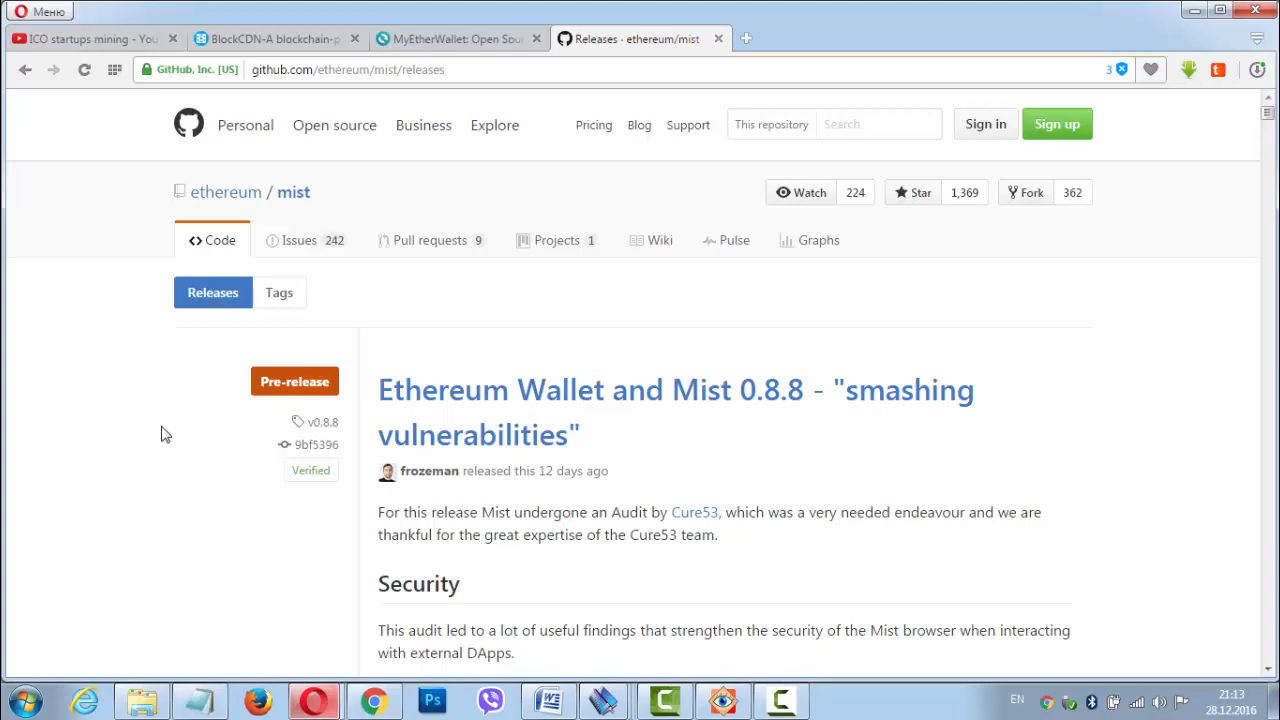 Меню
ICO startups mining - You
BlockCDN-A blockchain-p
MyEtherWallet: Open Sou
Releases · ethereum/mist
GitHub, Inc. [US]
github.com/ethereum/mist/releases
3
Personal
Open source
Business
Explore
Pricing
Blog
Support
This repository
Search
Sign in
Sign up
ethereum / mist
Watch
224
Star
1,369
Fork
362
Code
Issues 242
Pull requests 9
Projects 1
Wiki
Pulse
Graphs
Releases
Tags
Pre-release
v0.8.8
9bf5396
Verified
Ethereum Wallet and Mist 0.8.8 - "smashing
vulnerabilities"
frozeman released this 12 days ago
For this release Mist undergone an Audit by Cure53, which was a very needed endeavour and we are
thankful for the great expertise of the Cure53 team.
Security
This audit led to a lot of useful findings that strengthen the security of the Mist browser when interacting
with external DApps.
Ps
EN
21:13
28.12.2016